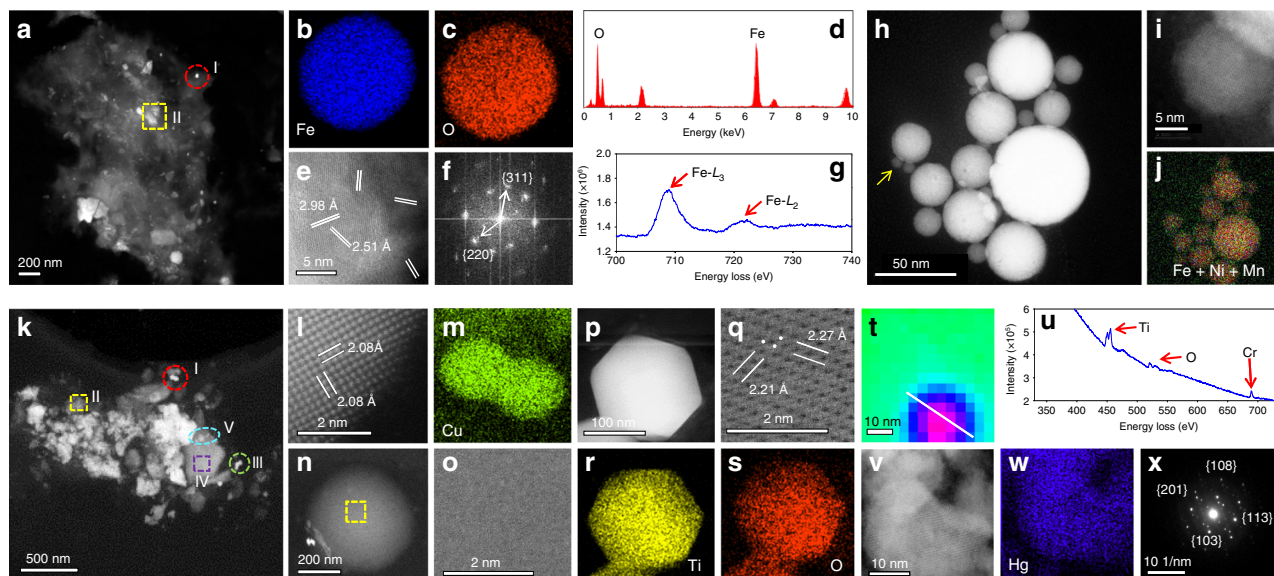 a
I
II
200 nm
b
Fe
c
O
d
O
Fe
0 1 2 3 4 5 6 7 8 9 10
Energy (keV)
e
2.98 Å
2.51 Å
5 nm
f
{311}
{220}
g
Intensity (×10⁶)
2.0
1.8
1.6
1.4
1.2
Fe-L₃
Fe-L₂
700 710 720 730 740
Energy loss (eV)
h
50 nm
i
5 nm
j
Fe + Ni + Mn
k
I
II
V
III
IV
500 nm
l
2.08Å
2.08 Å
2 nm
m
Cu
n
200 nm
o
2 nm
p
100 nm
q
2.27 Å
2.21 Å
2 nm
r
Ti
s
O
t
10 nm
u
Intensity (×10⁵)
6
5
4
3
2
Ti
O
Cr
350 400 450 500 550 600 650 700
Energy loss (eV)
v
10 nm
w
Hg
x
{108}
{201}
{113}
{103}
10 1/nm